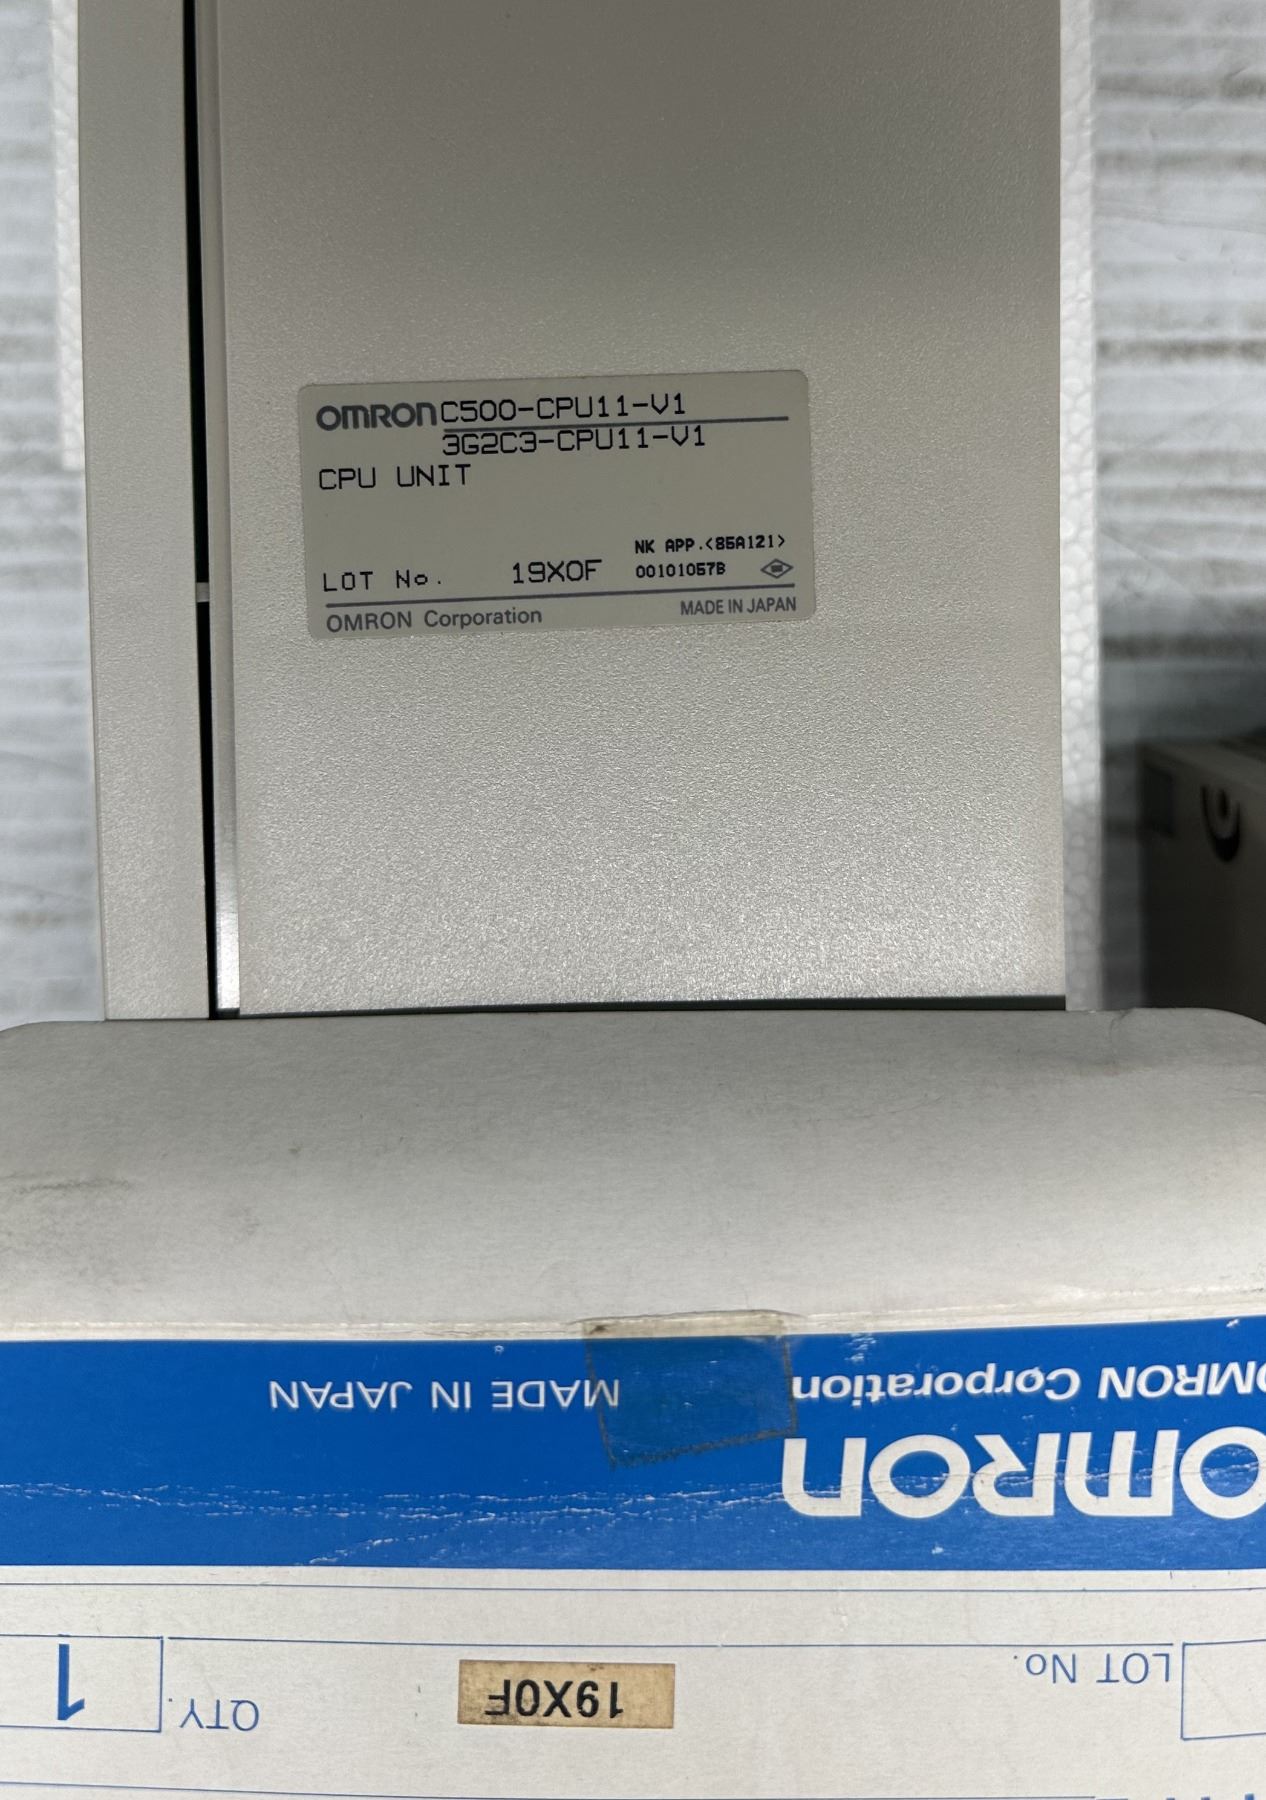 OMRON C500-CPU11-V1
3G2C3-CPU11-V1
CPU UNIT
NK APP.<85A121>
LOT No. 19X0F 00101057B
OMRON Corporation MADE IN JAPAN
OMRON
OMRON Corporation MADE IN JAPAN
LOT No. 19X0F QTY. 1